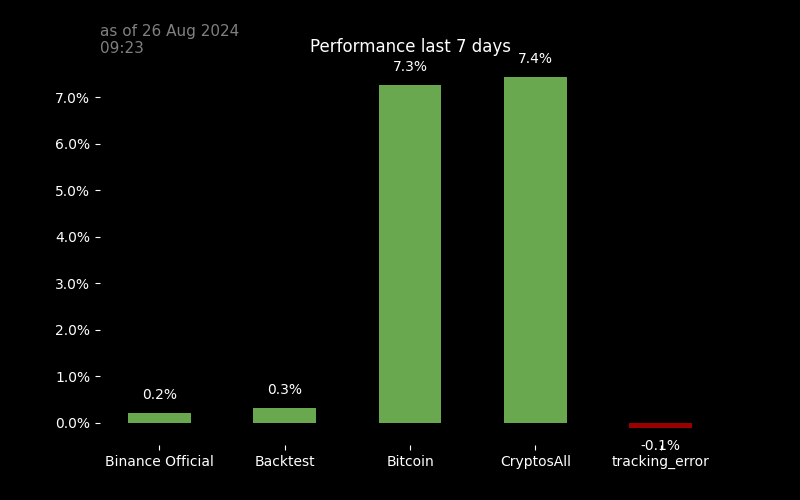 as of 26 Aug 2024
09:23
Performance last 7 days
7.0%
6.0%
5.0%
4.0%
3.0%
2.0%
1.0%
0.0%
0.2%
0.3%
7.3%
7.4%
-0.1%
Binance Official
Backtest
Bitcoin
CryptosAll
tracking_error